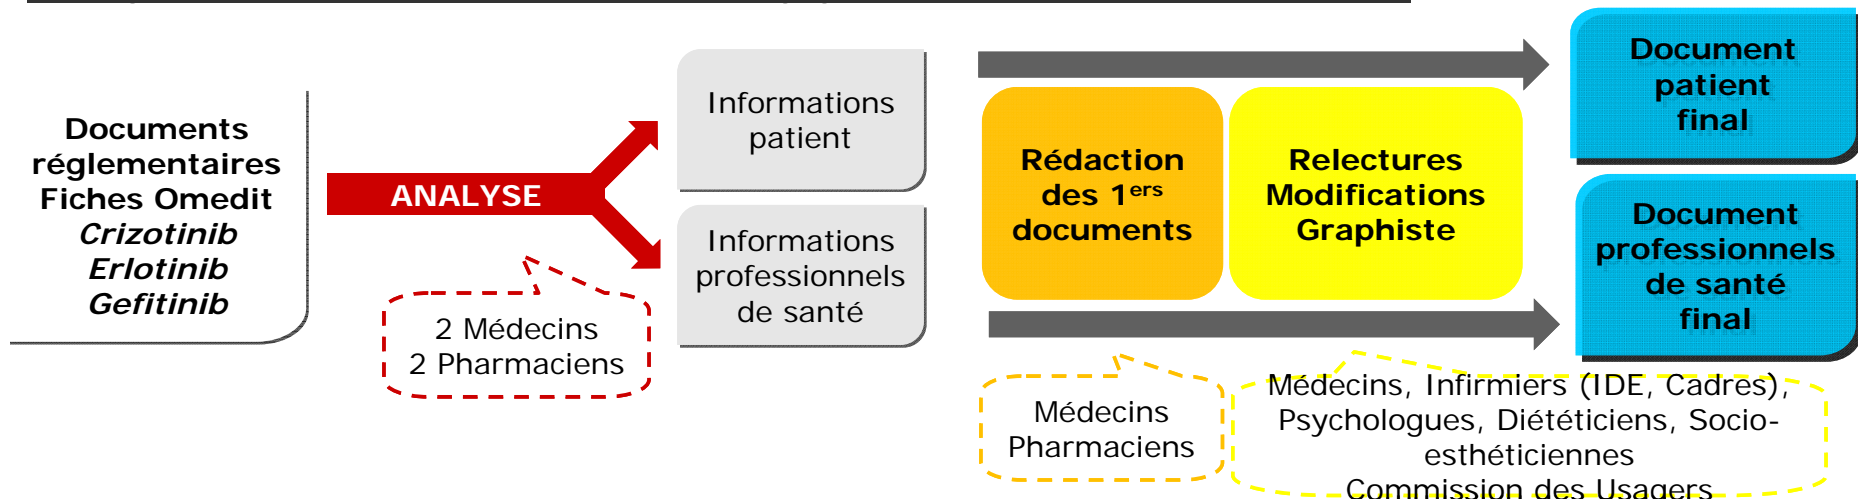 Documents
réglementaires
Fiches Omedit
Crizotinib
Erlotinib
Gefitinib
ANALYSE
2 Médecins
2 Pharmaciens
Informations
patient
Informations
professionnels
de santé
Rédaction
des 1ers
documents
Relectures
Modifications
Graphiste
Médecins
Pharmaciens
Médecins, Infirmiers (IDE, Cadres),
Psychologues, Diététiciens, Socio-
esthéticiennes
Commission des Usagers
Document
patient
final
Document
professionnels
de santé
final